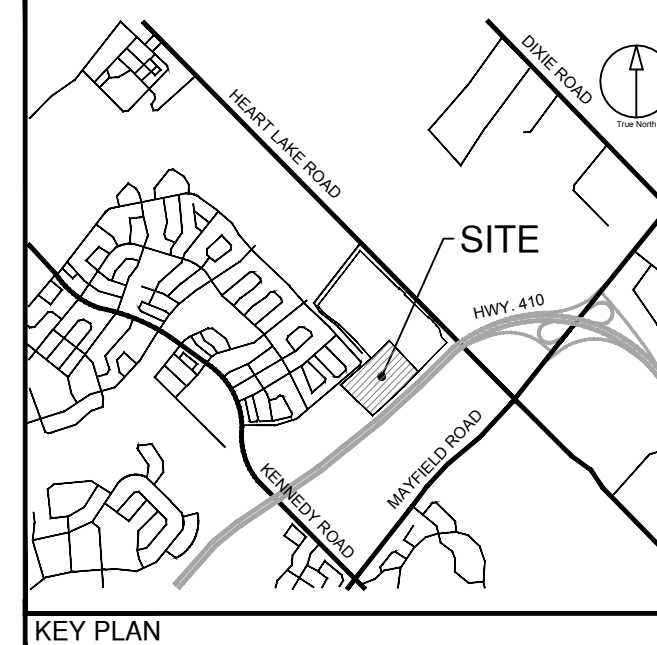 DIXIE ROAD
True North
HEART LAKE ROAD
SITE
HWY. 410
MAYFIELD ROAD
KENNEDY ROAD
KEY PLAN